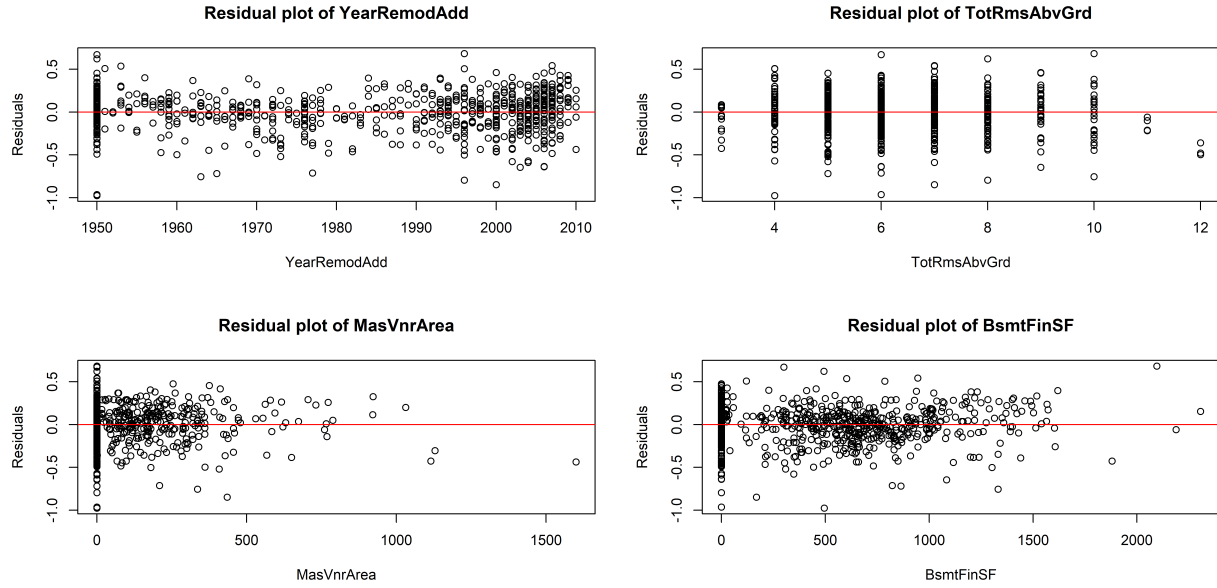 Residual plot of YearRemodAdd
Residuals
0.5
0.0
-0.5
-1.0
1950 1960 1970 1980 1990 2000 2010
YearRemodAdd
Residual plot of TotRmsAbvGrd
Residuals
0.5
0.0
-0.5
-1.0
4 6 8 10 12
TotRmsAbvGrd
Residual plot of MasVnrArea
Residuals
0.5
0.0
-0.5
-1.0
0 500 1000 1500
MasVnrArea
Residual plot of BsmtFinSF
Residuals
0.5
0.0
-0.5
-1.0
0 500 1000 1500 2000
BsmtFinSF